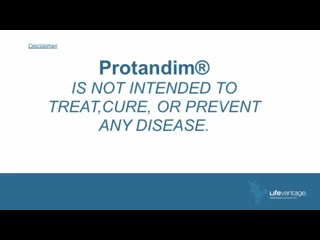 Disclaimer
Protandim®
IS NOT INTENDED TO
TREAT,CURE, OR PREVENT
ANY DISEASE.
Lifevantage.